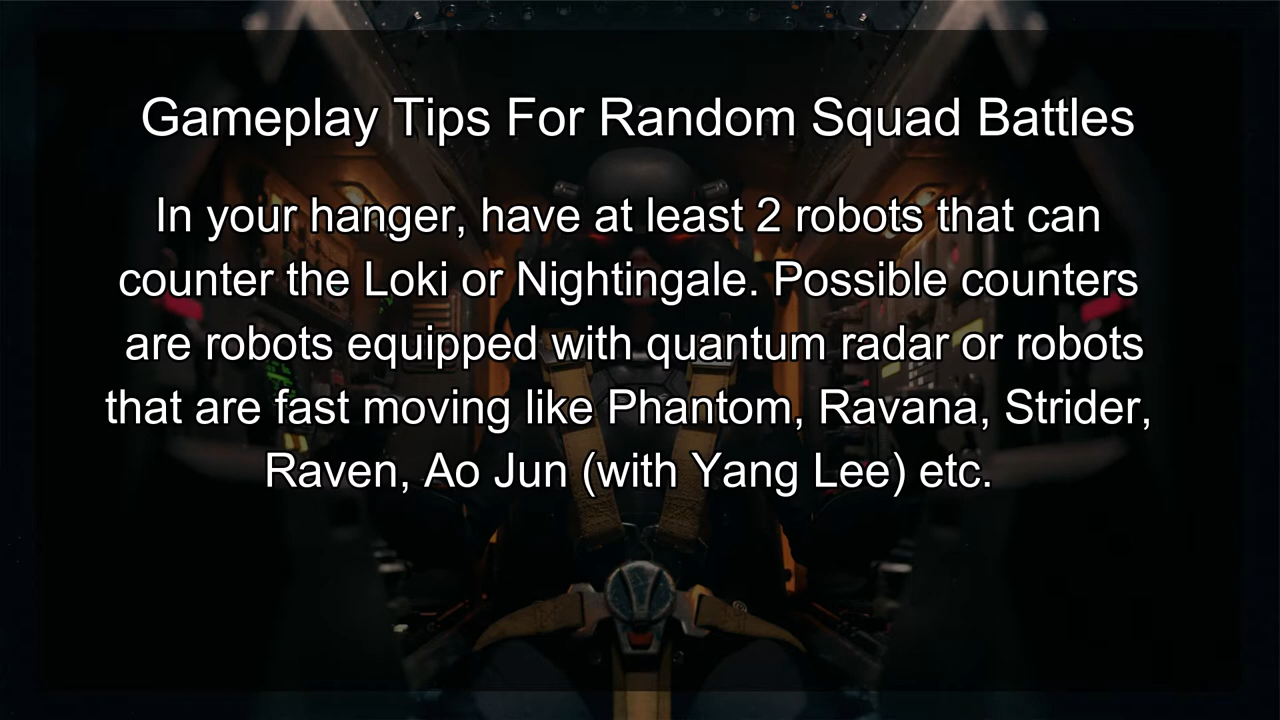 Gameplay Tips For Random Squad Battles
In your hanger, have at least 2 robots that can
counter the Loki or Nightingale. Possible counters
are robots equipped with quantum radar or robots
that are fast moving like Phantom, Ravana, Strider,
Raven, Ao Jun (with Yang Lee) etc.